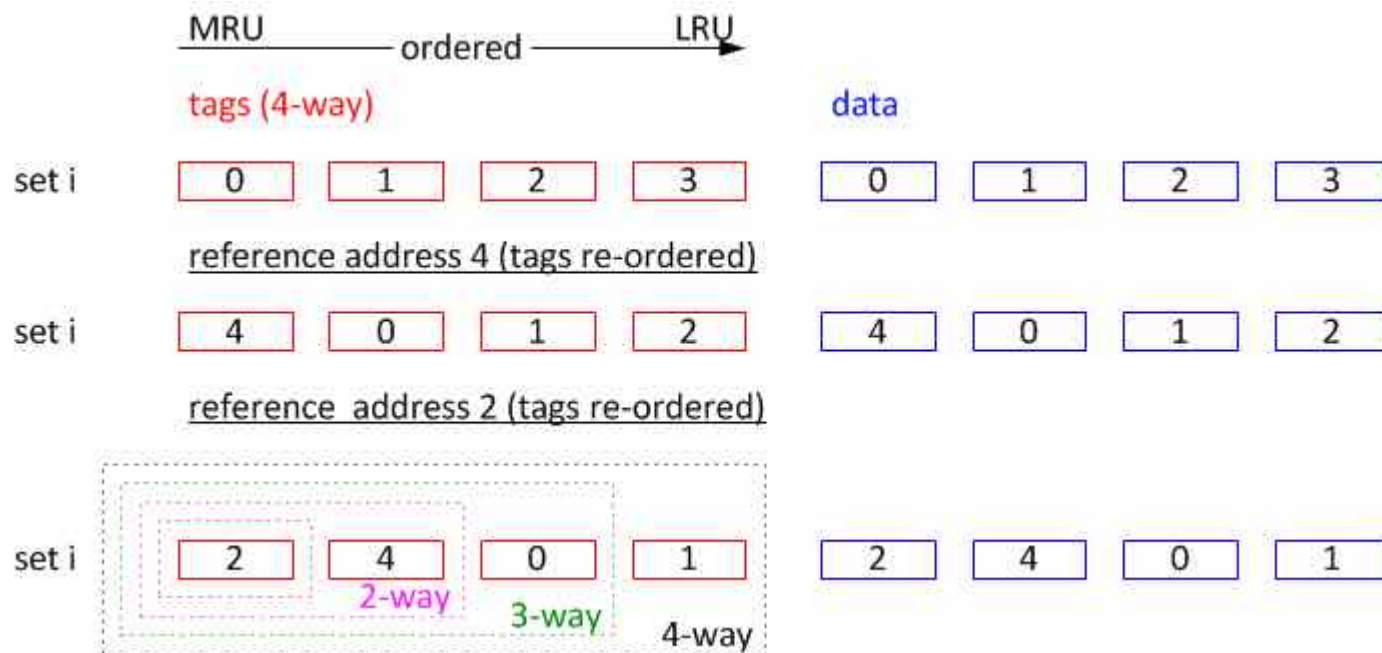 MRU LRU
ordered
tags (4-way) data
set i 0 1 2 3 0 1 2 3
reference address 4 (tags re-ordered)
set i 4 0 1 2 4 0 1 2
reference address 2 (tags re-ordered)
set i 2 4 0 1 2 4 0 1
2-way
3-way
4-way